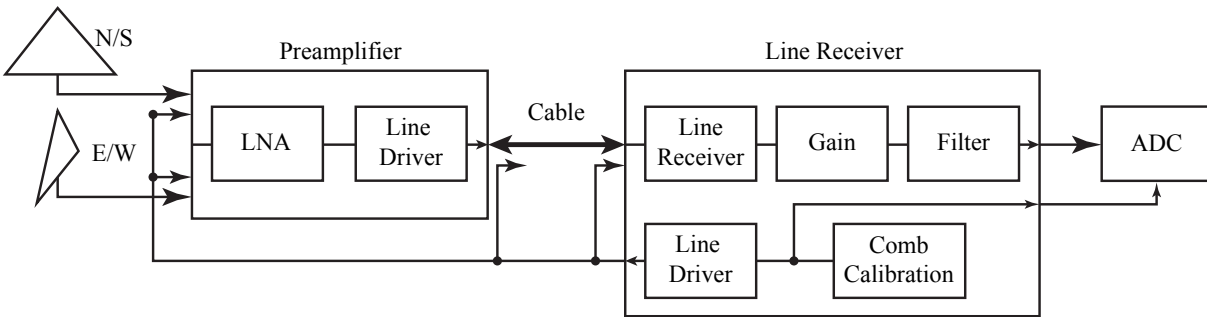 N/S
Preamplifier
Line Receiver
E/W
LNA
Line
Driver
Cable
Line
Receiver
Gain
Filter
ADC
Line
Driver
Comb
Calibration